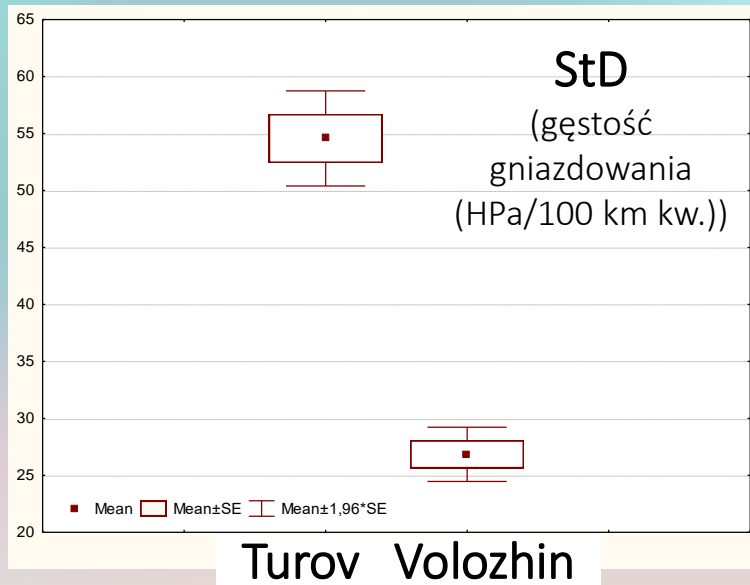 65
60
55
50
45
40
35
30
25
20
StD
(gęstość
gniazdowania
(HPa/100 km kw.))
Mean Mean±SE Mean±1,96*SE
Turov Volozhin